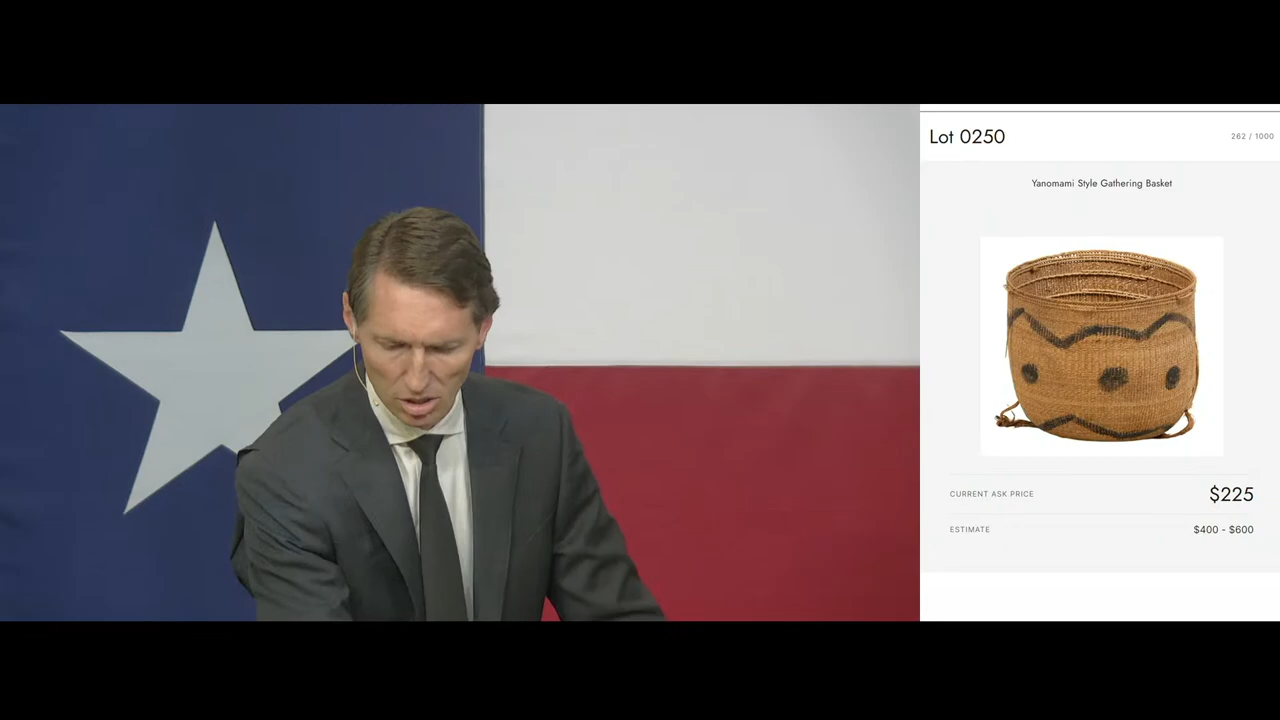 Lot 0250
262 / 1000
Yanomami Style Gathering Basket
CURRENT ASK PRICE
$225
ESTIMATE
$400 - $600